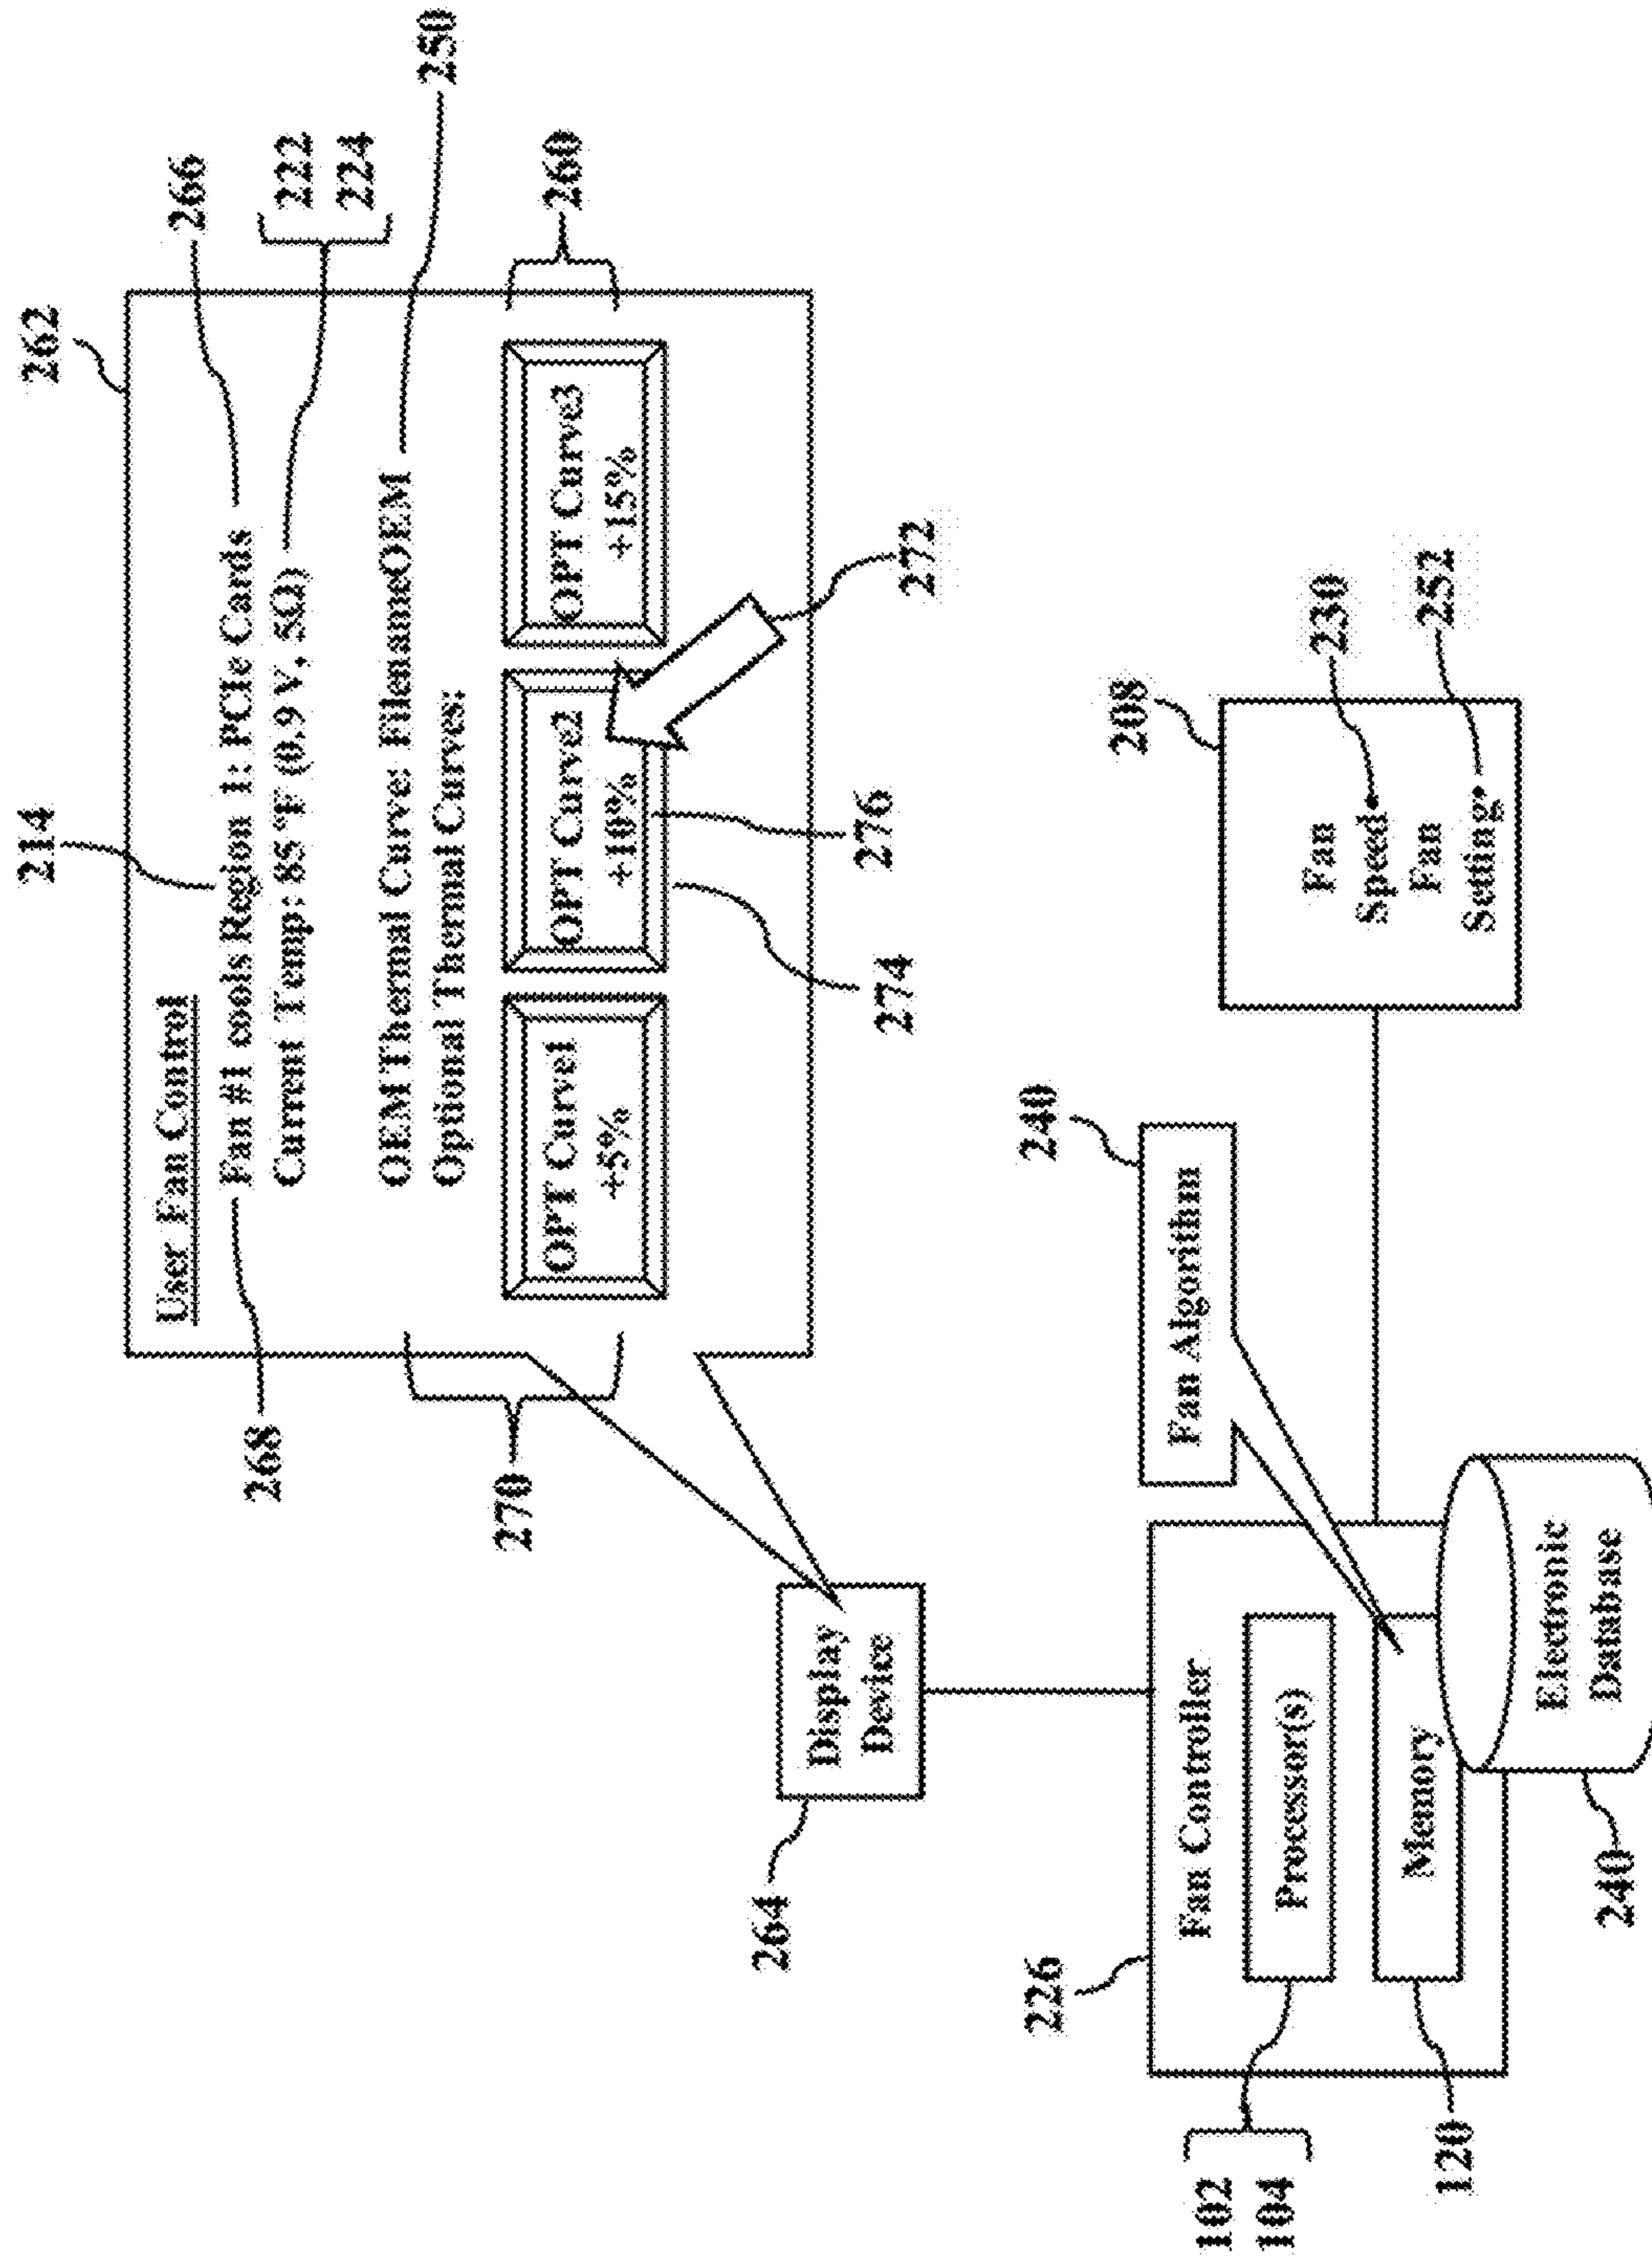 262
214
User Fan Control
266
268
Fan #1 cools Region 1: PCIe Cards
Current Temp: 85 °F (0.9 V, 5Ω)
222
224
OEM Thermal Curve: FilenameOEM
250
Optional Thermal Curves:
270
260
OPT Curve1
+5%
OPT Curve2
+10%
OPT Curve3
+15%
272
276
274
264
Display
Device
240
Fan Algorithm
208
226
Fan Controller
102
104
Processor(s)
120
Memory
240
Electronic
Database
Fan
Speed
230
Fan
Setting
252